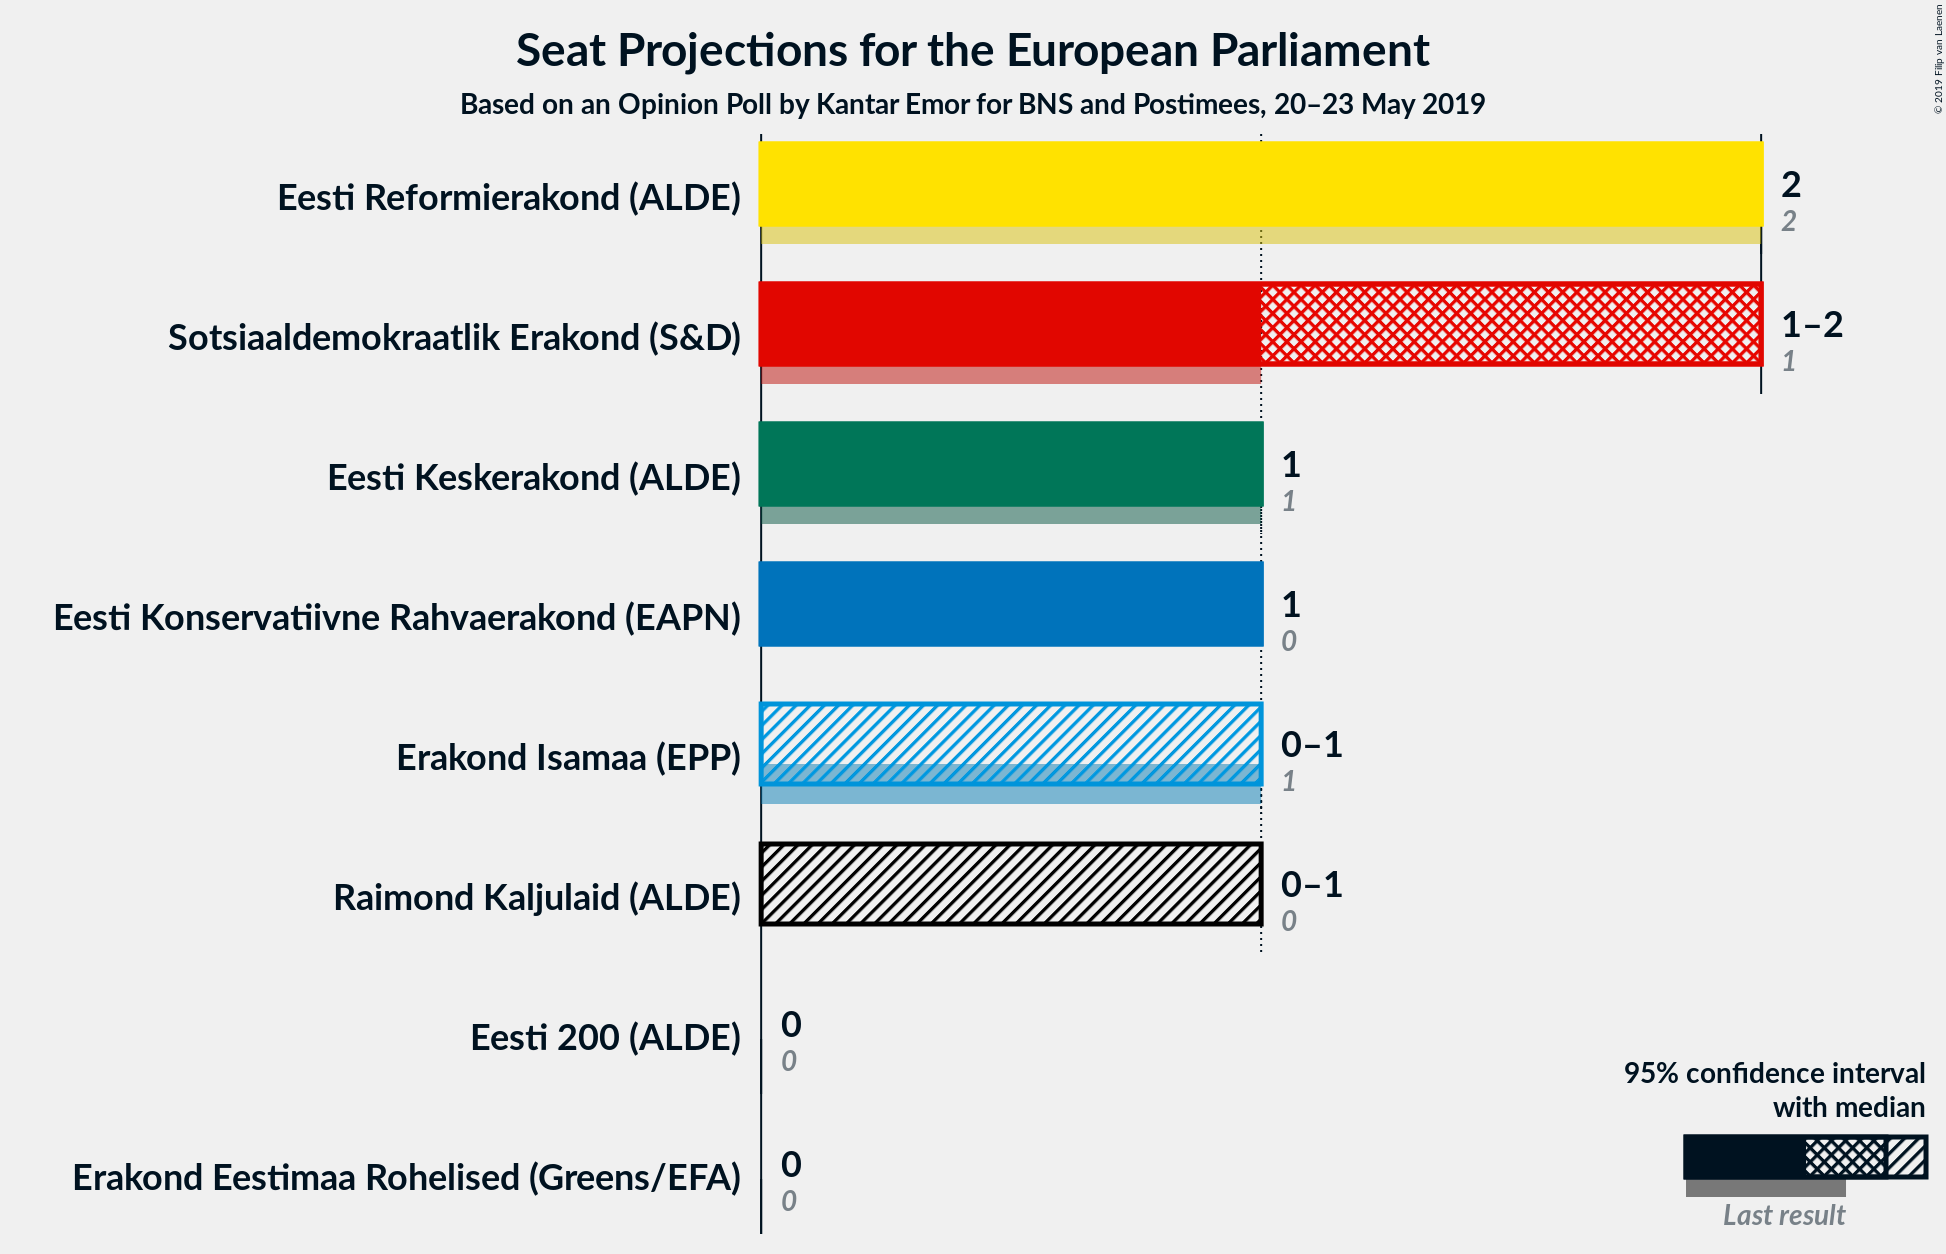 Seat Projections for the European Parliament
Based on an Opinion Poll by Kantar Emor for BNS and Postimees, 20–23 May 2019
© 2019 Filip van Laenen
Eesti Reformierakond (ALDE)
2
2
Sotsiaaldemokraatlik Erakond (S&D)
1–2
1
Eesti Keskerakond (ALDE)
1
1
Eesti Konservatiivne Rahvaerakond (EAPN)
1
0
Erakond Isamaa (EPP)
0–1
1
Raimond Kaljulaid (ALDE)
0–1
0
Eesti 200 (ALDE)
0
0
Erakond Eestimaa Rohelised (Greens/EFA)
0
0
95% confidence interval
with median
Last result